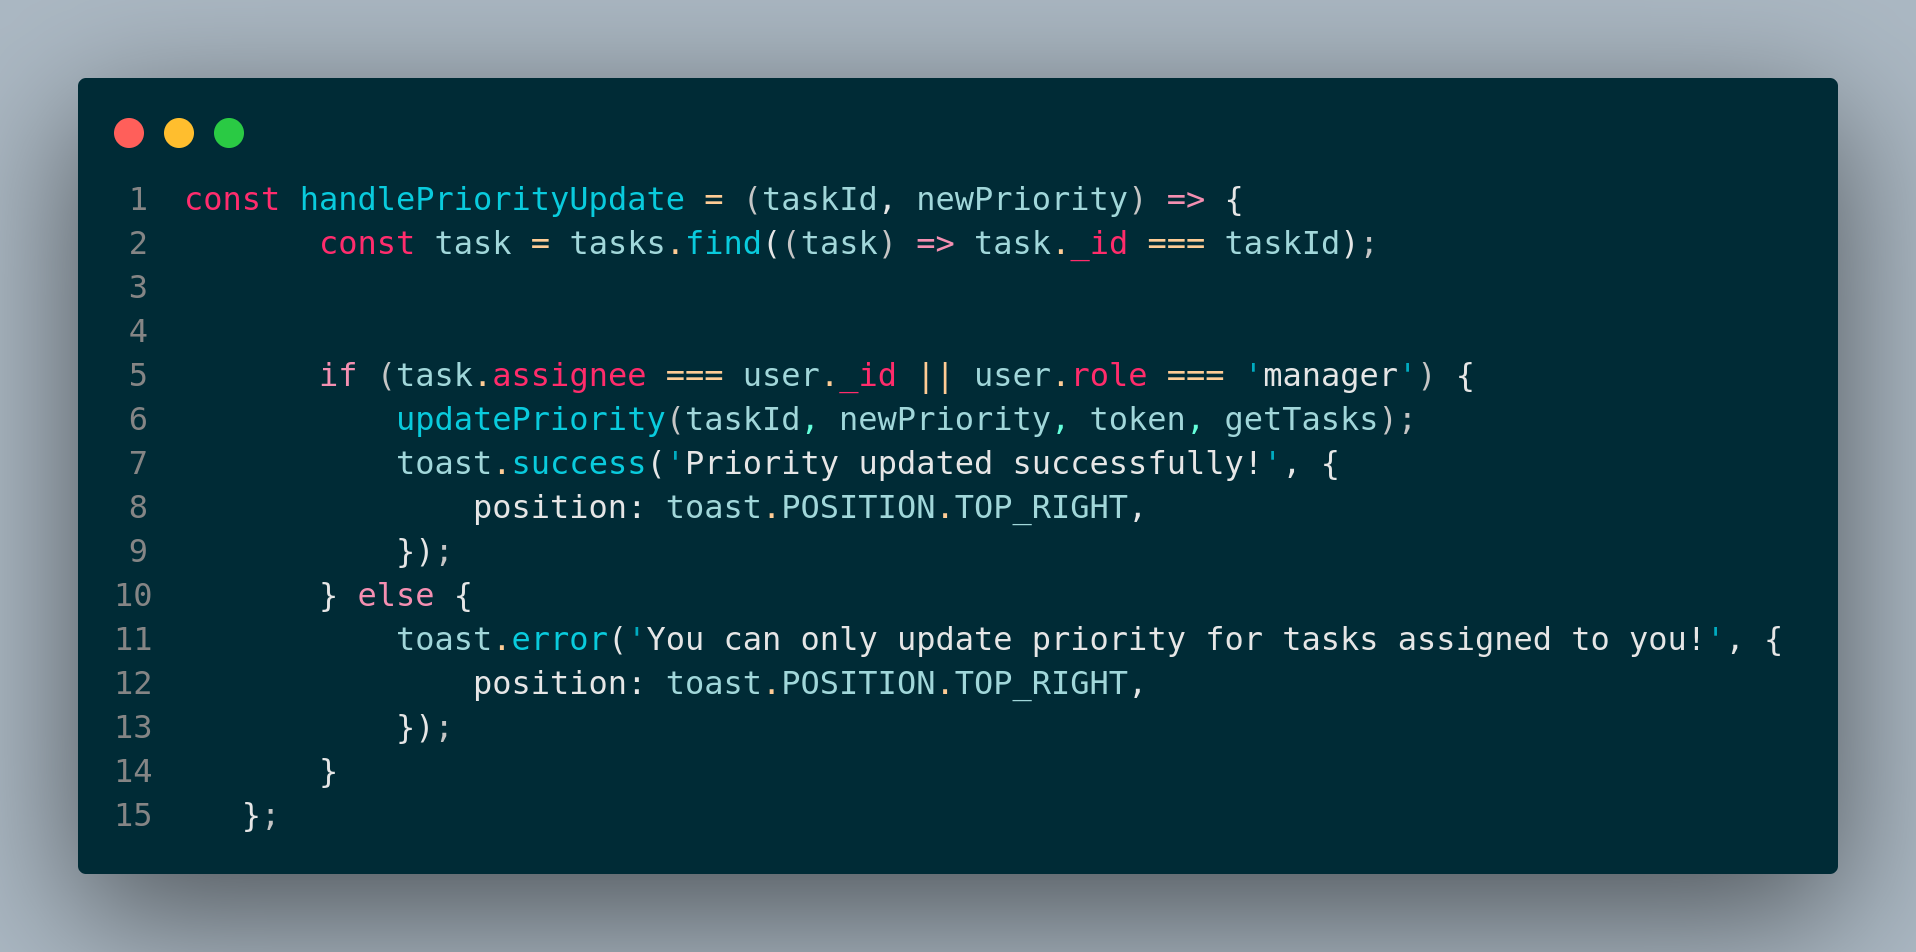 1 const handlePriorityUpdate = (taskId, newPriority) => {
2 const task = tasks.find((task) => task._id === taskId);
3
4
5 if (task.assignee === user._id || user.role === 'manager') {
6 updatePriority(taskId, newPriority, token, getTasks);
7 toast.success('Priority updated successfully!', {
8 position: toast.POSITION.TOP_RIGHT,
9 });
10 } else {
11 toast.error('You can only update priority for tasks assigned to you!', {
12 position: toast.POSITION.TOP_RIGHT,
13 });
14 }
15 };